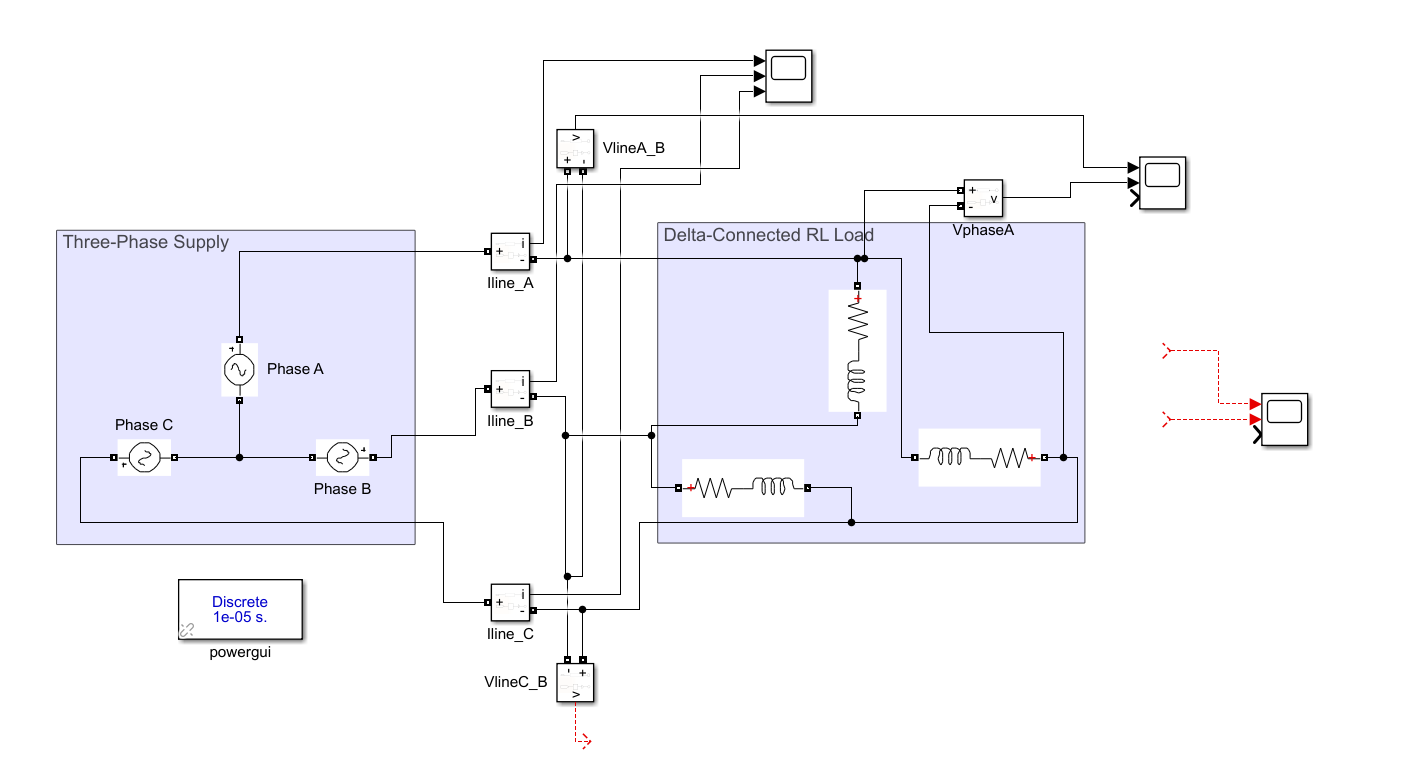 VlineA_B
+ -
v
+
-
v
VphaseA
Three-Phase Supply
Delta-Connected RL Load
i
+
-
Iline_A
+
+
Phase A
i
+
-
Iline_B
Phase C
+
+
Phase B
+
+
Discrete
1e-05 s.
powergui
i
+
-
Iline_C
VlineC_B
- +
v